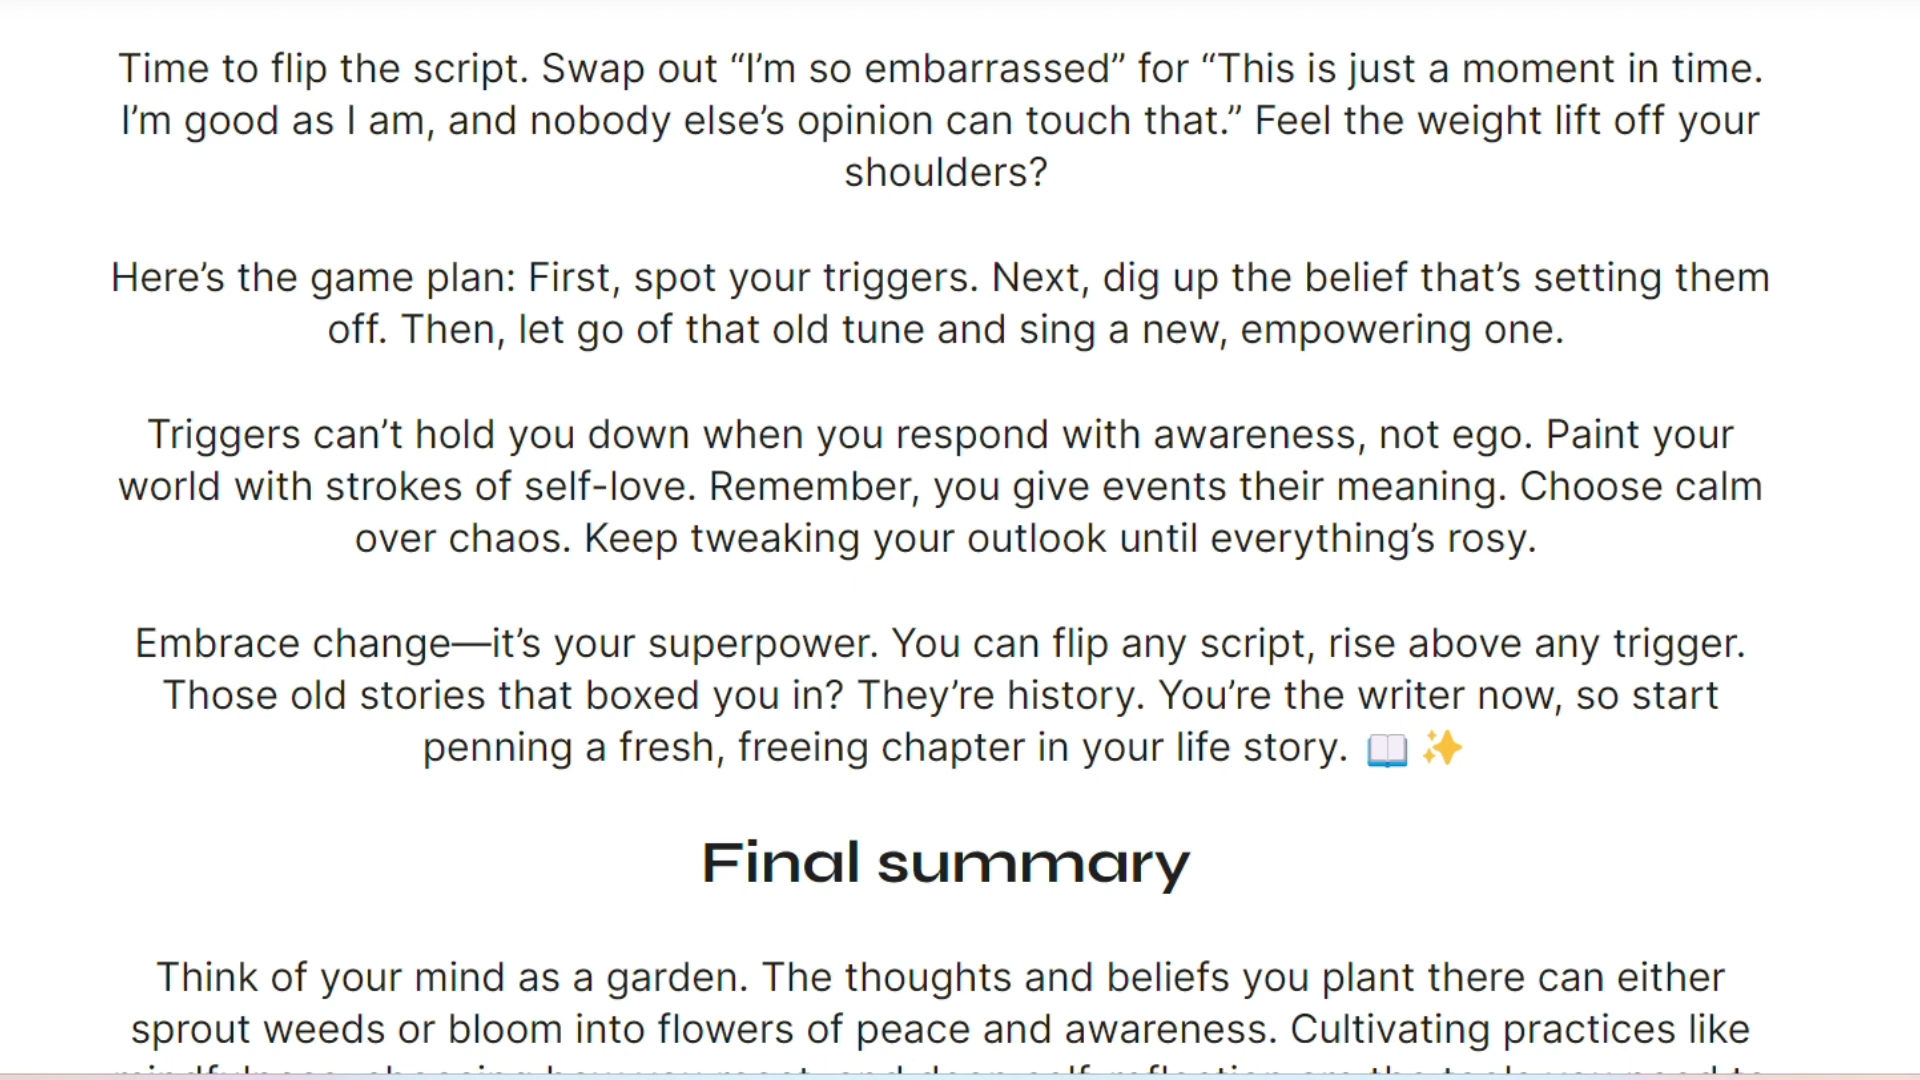 Time to flip the script. Swap out “I’m so embarrassed” for “This is just a moment in time.
I’m good as I am, and nobody else’s opinion can touch that.” Feel the weight lift off your
shoulders?
Here’s the game plan: First, spot your triggers. Next, dig up the belief that’s setting them
off. Then, let go of that old tune and sing a new, empowering one.
Triggers can’t hold you down when you respond with awareness, not ego. Paint your
world with strokes of self-love. Remember, you give events their meaning. Choose calm
over chaos. Keep tweaking your outlook until everything’s rosy.
Embrace change—it’s your superpower. You can flip any script, rise above any trigger.
Those old stories that boxed you in? They’re history. You’re the writer now, so start
penning a fresh, freeing chapter in your life story. 📖 ✨
Final summary
Think of your mind as a garden. The thoughts and beliefs you plant there can either
sprout weeds or bloom into flowers of peace and awareness. Cultivating practices like